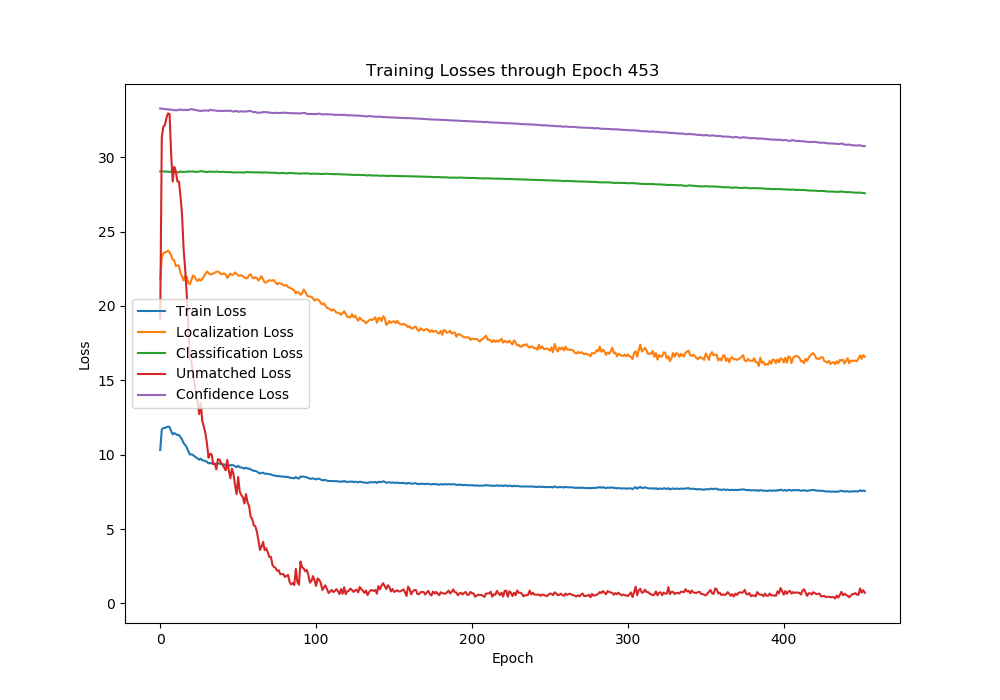 Training Losses through Epoch 453
Loss
30
25
20
15
10
5
0
Train Loss
Localization Loss
Classification Loss
Unmatched Loss
Confidence Loss
0 100 200 300 400
Epoch